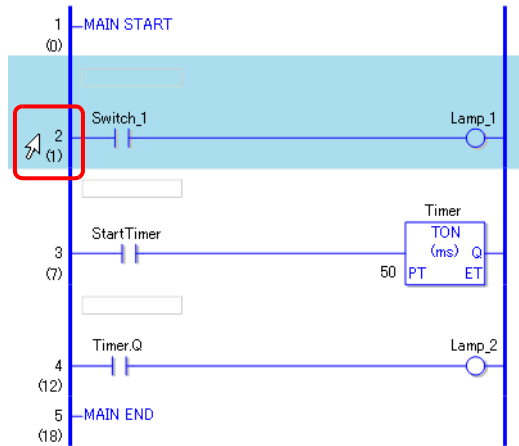 1 MAIN START
(0)
Switch_1 Lamp_1
2
(1)
Timer
StartTimer TON
(ms) Q
3
50 PT ET
(7)
Timer.Q Lamp_2
4
(12)
5 MAIN END
(18)